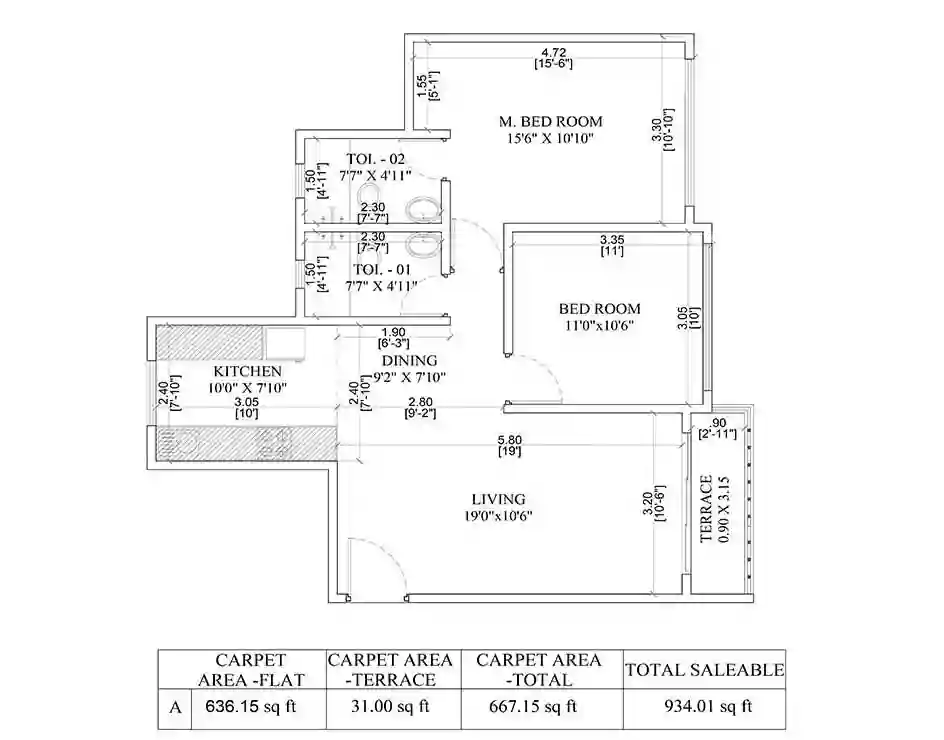 4.72
[15'-6"]
1.55
[5'-1"]
M. BED ROOM
15'6" X 10'10"
3.30
[10'-10"]
TOI. - 02
7'7" X 4'11"
1.50
[4'-11"]
2.30
[7'-7"]
2.30
[7'-7"]
TOI. - 01
7'7" X 4'11"
1.50
[4'-11"]
3.35
[11']
BED ROOM
11'0"x10'6"
3.05
[10']
1.90
[6'-3"]
DINING
9'2" X 7'10"
KITCHEN
10'0" X 7'10"
2.40
[7'-10"]
3.05
[10']
2.40
[7'-10"]
2.80
[9'-2"]
.90
[2'-11"]
5.80
[19']
LIVING
19'0"x10'6"
3.20
[10'-6"]
TERRACE
0.90 X 3.15
CARPET AREA -FLAT
CARPET AREA -TERRACE
CARPET AREA -TOTAL
TOTAL SALEABLE
A 636.15 sq ft 31.00 sq ft 667.15 sq ft 934.01 sq ft